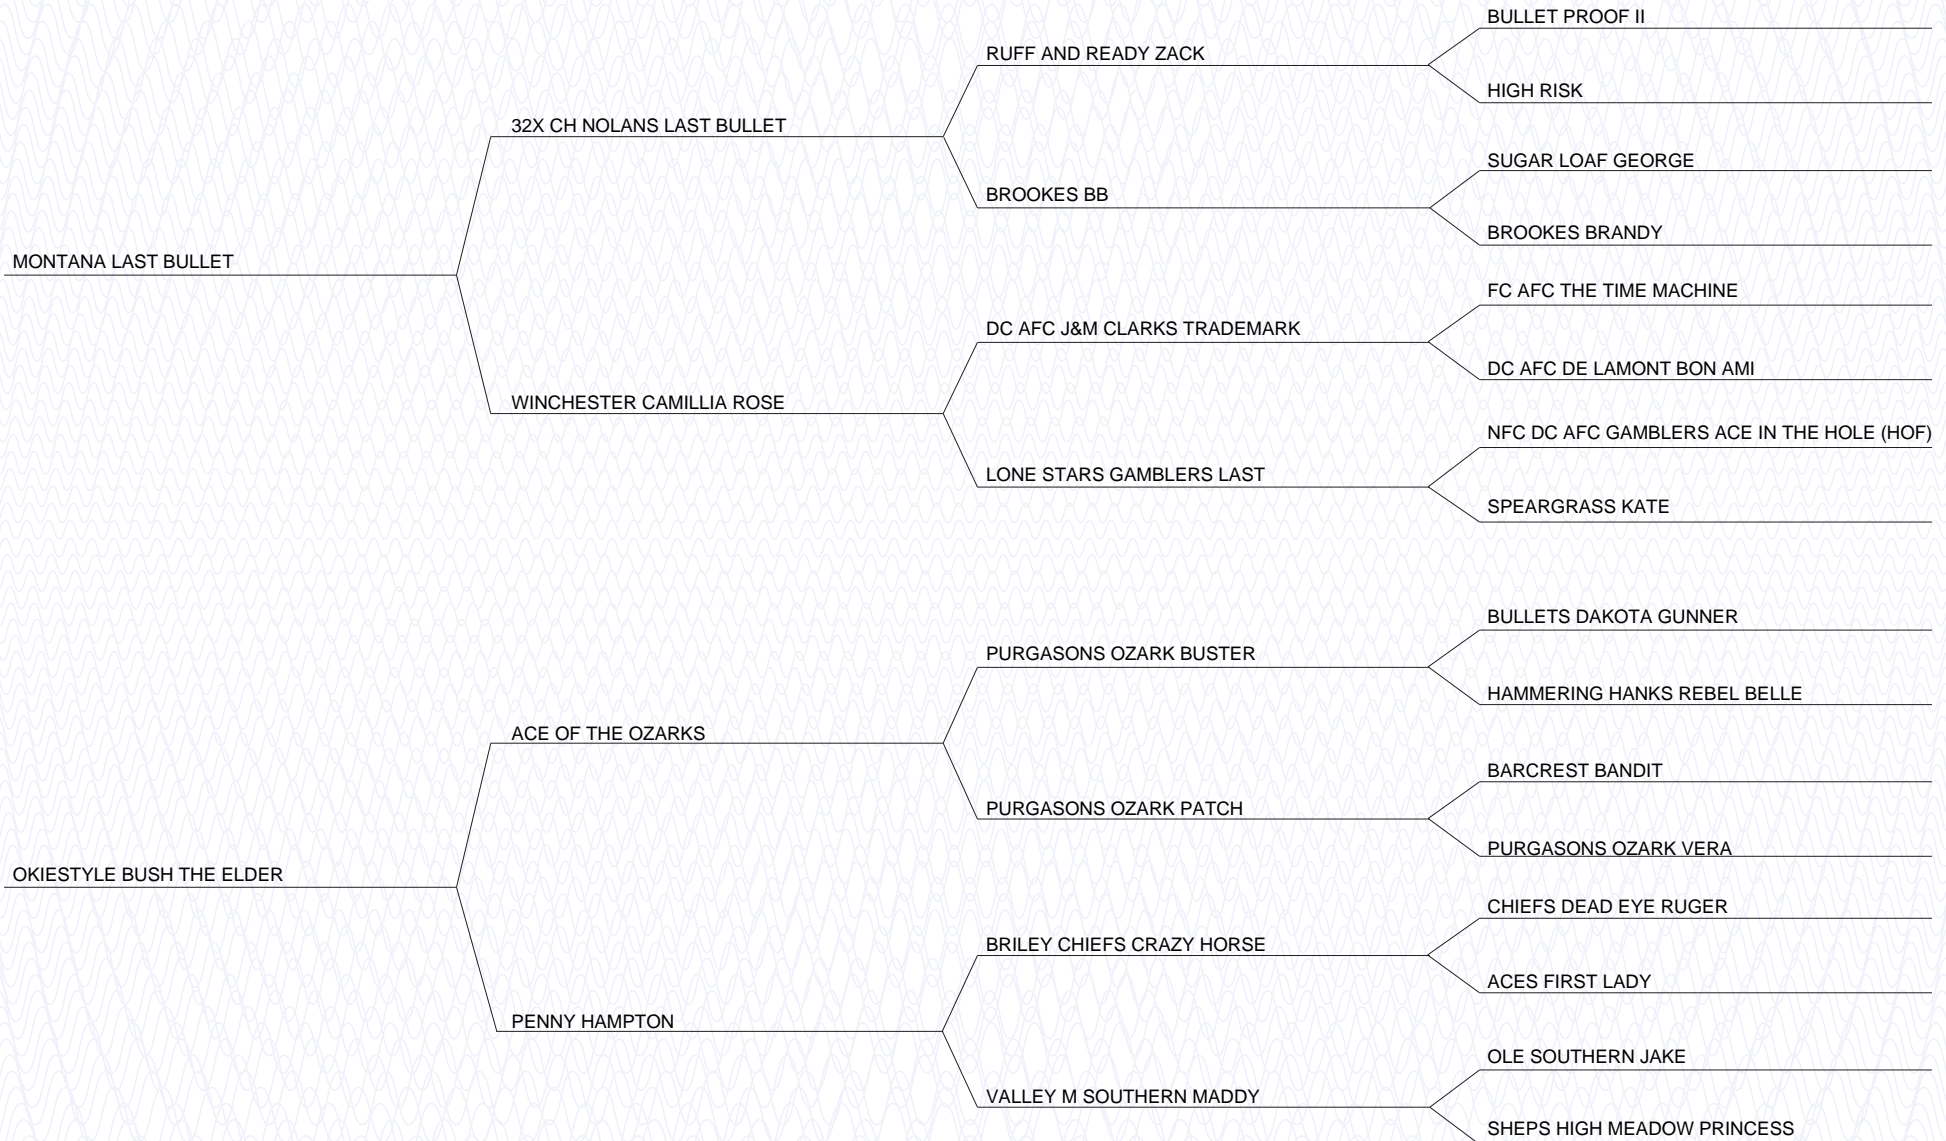 BULLET PROOF II
RUFF AND READY ZACK
HIGH RISK
32X CH NOLANS LAST BULLET
SUGAR LOAF GEORGE
BROOKES BB
BROOKES BRANDY
MONTANA LAST BULLET
FC AFC THE TIME MACHINE
DC AFC J&M CLARKS TRADEMARK
DC AFC DE LAMONT BON AMI
WINCHESTER CAMILLIA ROSE
NFC DC AFC GAMBLERS ACE IN THE HOLE (HOF)
LONE STARS GAMBLERS LAST
SPEARGRASS KATE
BULLETS DAKOTA GUNNER
PURGASONS OZARK BUSTER
HAMMERING HANKS REBEL BELLE
ACE OF THE OZARKS
BARCREST BANDIT
PURGASONS OZARK PATCH
PURGASONS OZARK VERA
OKIESTYLE BUSH THE ELDER
CHIEFS DEAD EYE RUGER
BRILEY CHIEFS CRAZY HORSE
ACES FIRST LADY
PENNY HAMPTON
OLE SOUTHERN JAKE
VALLEY M SOUTHERN MADDY
SHEPS HIGH MEADOW PRINCESS